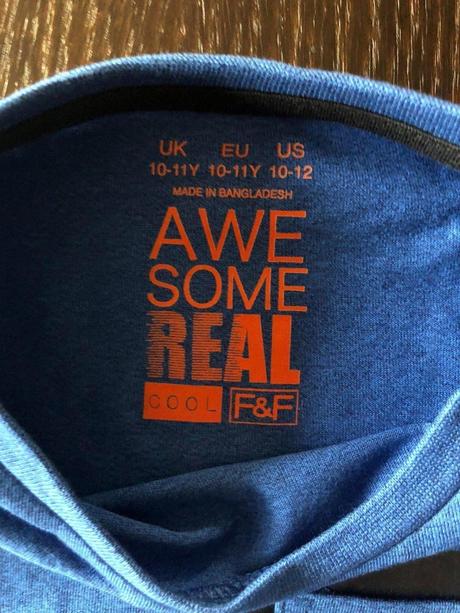 UK EU US
10-11Y 10-11Y 10-12
MADE IN BANGLADESH
AWE
SOME
REAL
COOL F&F